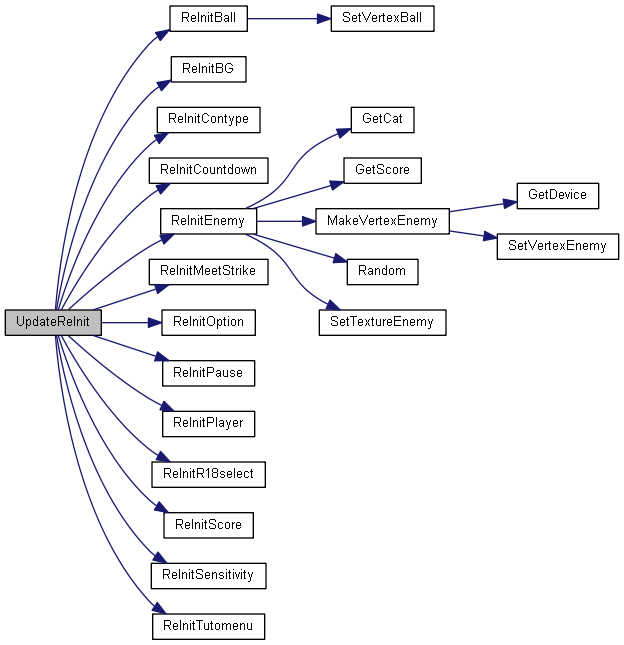 ReInitBall
SetVertexBall
ReInitBG
ReInitContype
GetCat
ReInitCountdown
GetScore
ReInitEnemy
MakeVertexEnemy
GetDevice
SetVertexEnemy
ReInitMeetStrike
Random
UpdateReInit
ReInitOption
SetTextureEnemy
ReInitPause
ReInitPlayer
ReInitR18select
ReInitScore
ReInitSensitivity
ReInitTutomenu